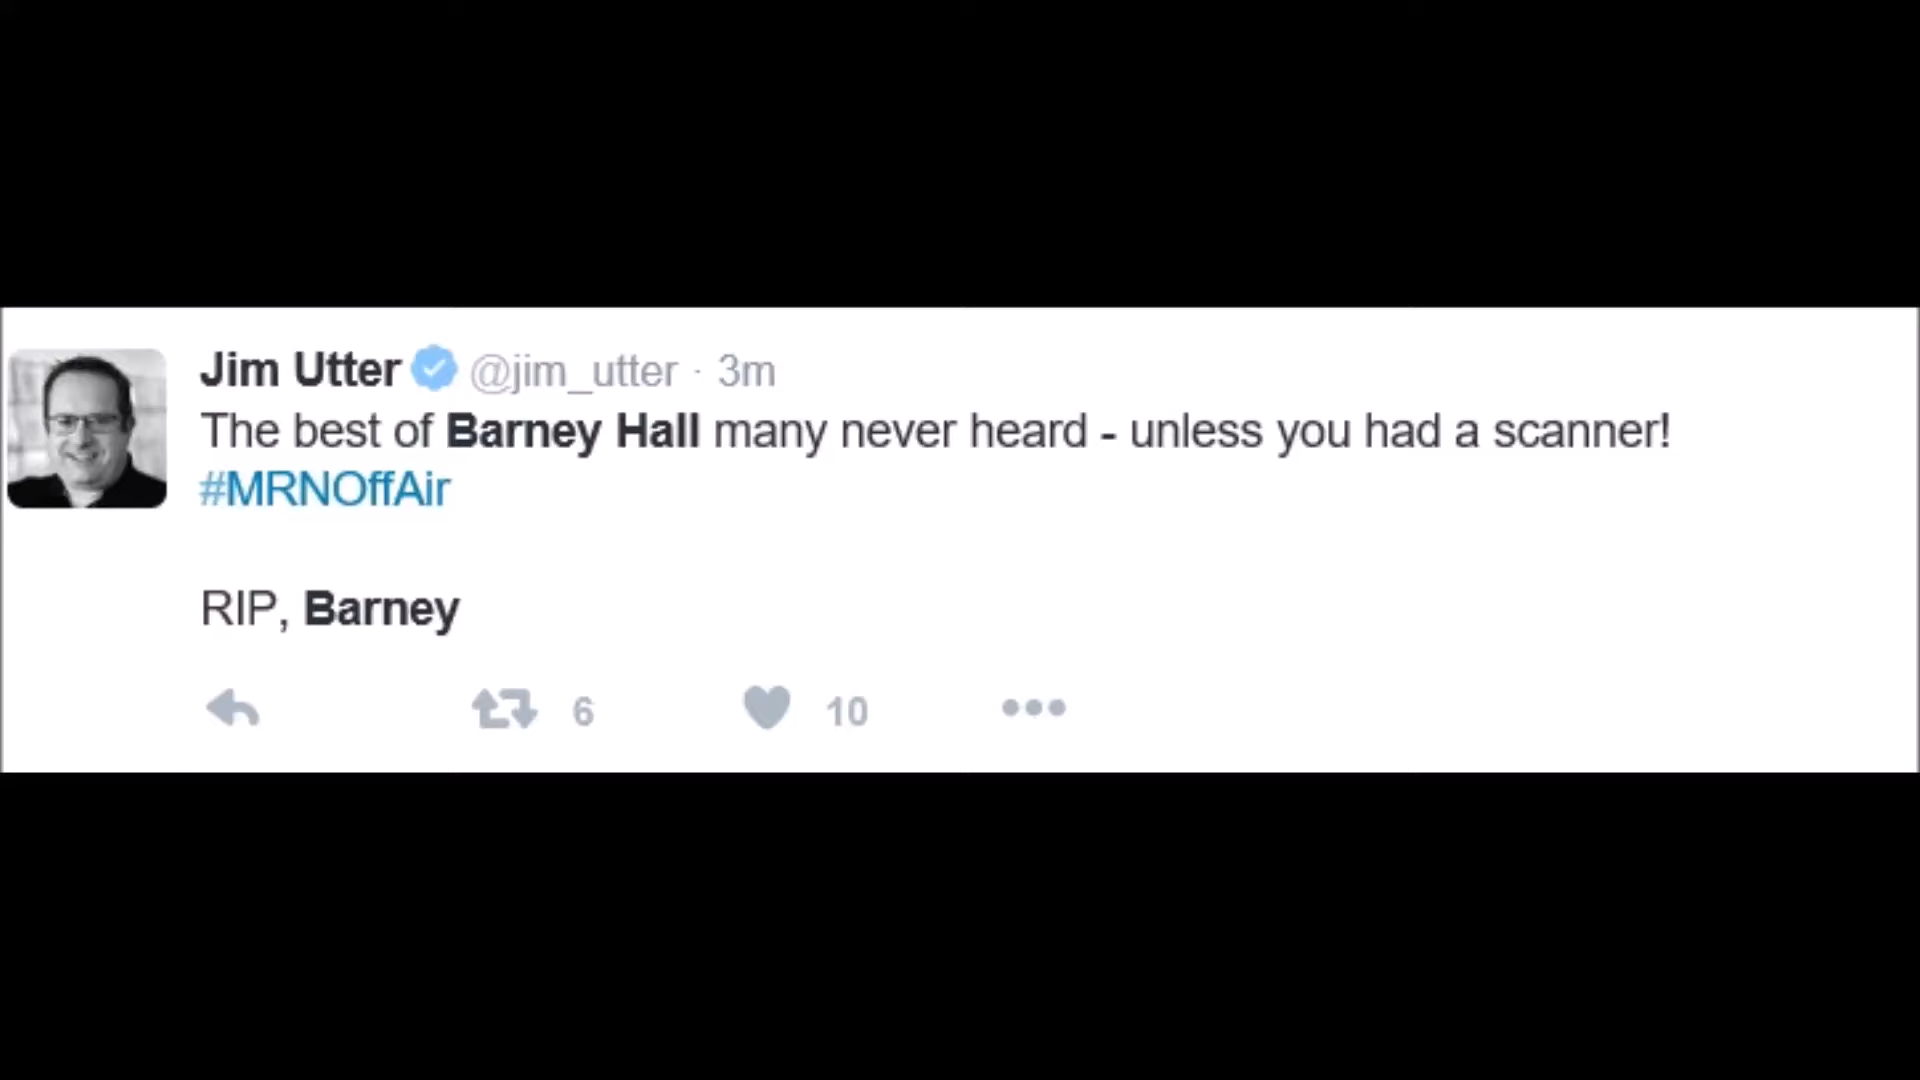 Jim Utter @jim_utter · 3m
The best of Barney Hall many never heard - unless you had a scanner!
#MRNOffAir
RIP, Barney
6 10